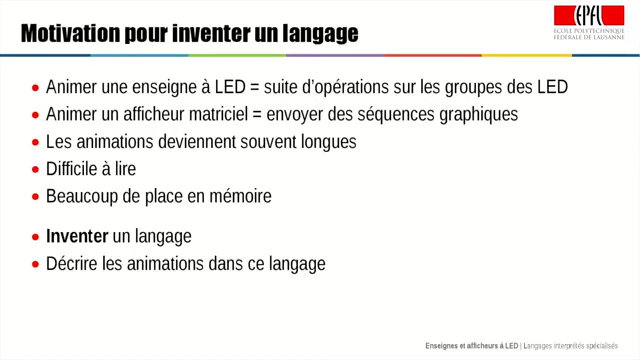 Motivation pour inventer un langage
EPFL
ECOLE POLYTECHNIQUE
FÉDÉRALE DE LAUSANNE
Animer une enseigne à LED = suite d'opérations sur les groupes des LED
Animer un afficheur matriciel = envoyer des séquences graphiques
Les animations deviennent souvent longues
Difficile à lire
Beaucoup de place en mémoire
Inventer un langage
Décrire les animations dans ce langage
Enseignes et afficheurs à LED | Langages interprétés spécialisés